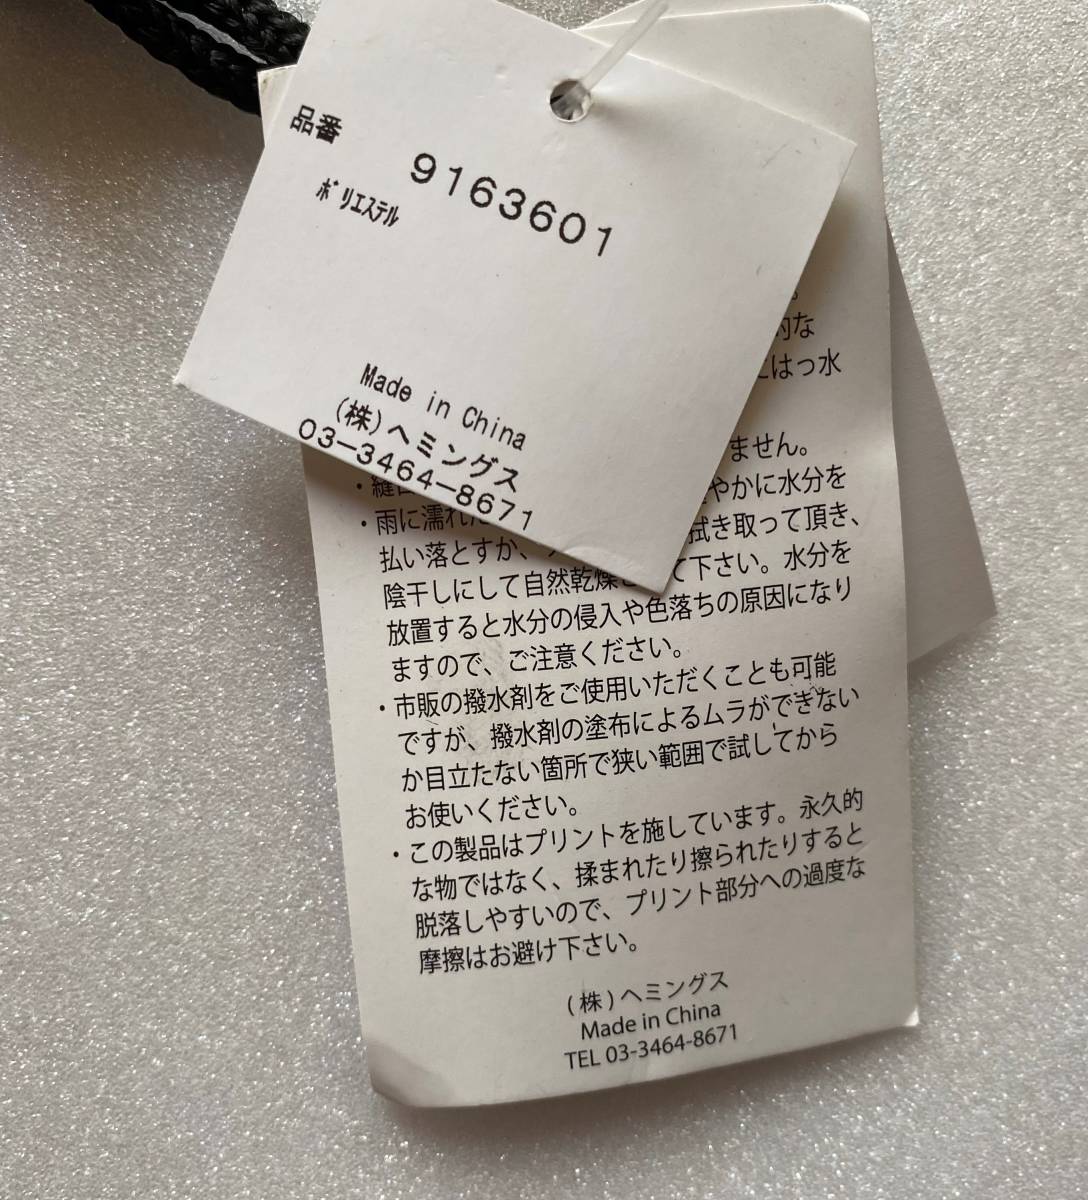 品番
9163601
ポリエステル
Made in China
(株)ヘミングス
03-3464-8671
的な
はっ水
ません。
やかに水分を
・雨に濡れた 拭き取って頂き、
払い落とすか、 
陰干しにして自然乾燥 て下さい。水分を
放置すると水分の侵入や色落ちの原因になり
ますので、ご注意ください。
・市販の撥水剤をご使用いただくことも可能
ですが、撥水剤の塗布によるムラができない
か目立たない箇所で狭い範囲で試してから
お使いください。
・この製品はプリントを施しています。永久的
な物ではなく、揉まれたり擦られたりすると
脱落しやすいので、プリント部分への過度な
摩擦はお避け下さい。
(株)ヘミングス
Made in China
TEL 03-3464-8671